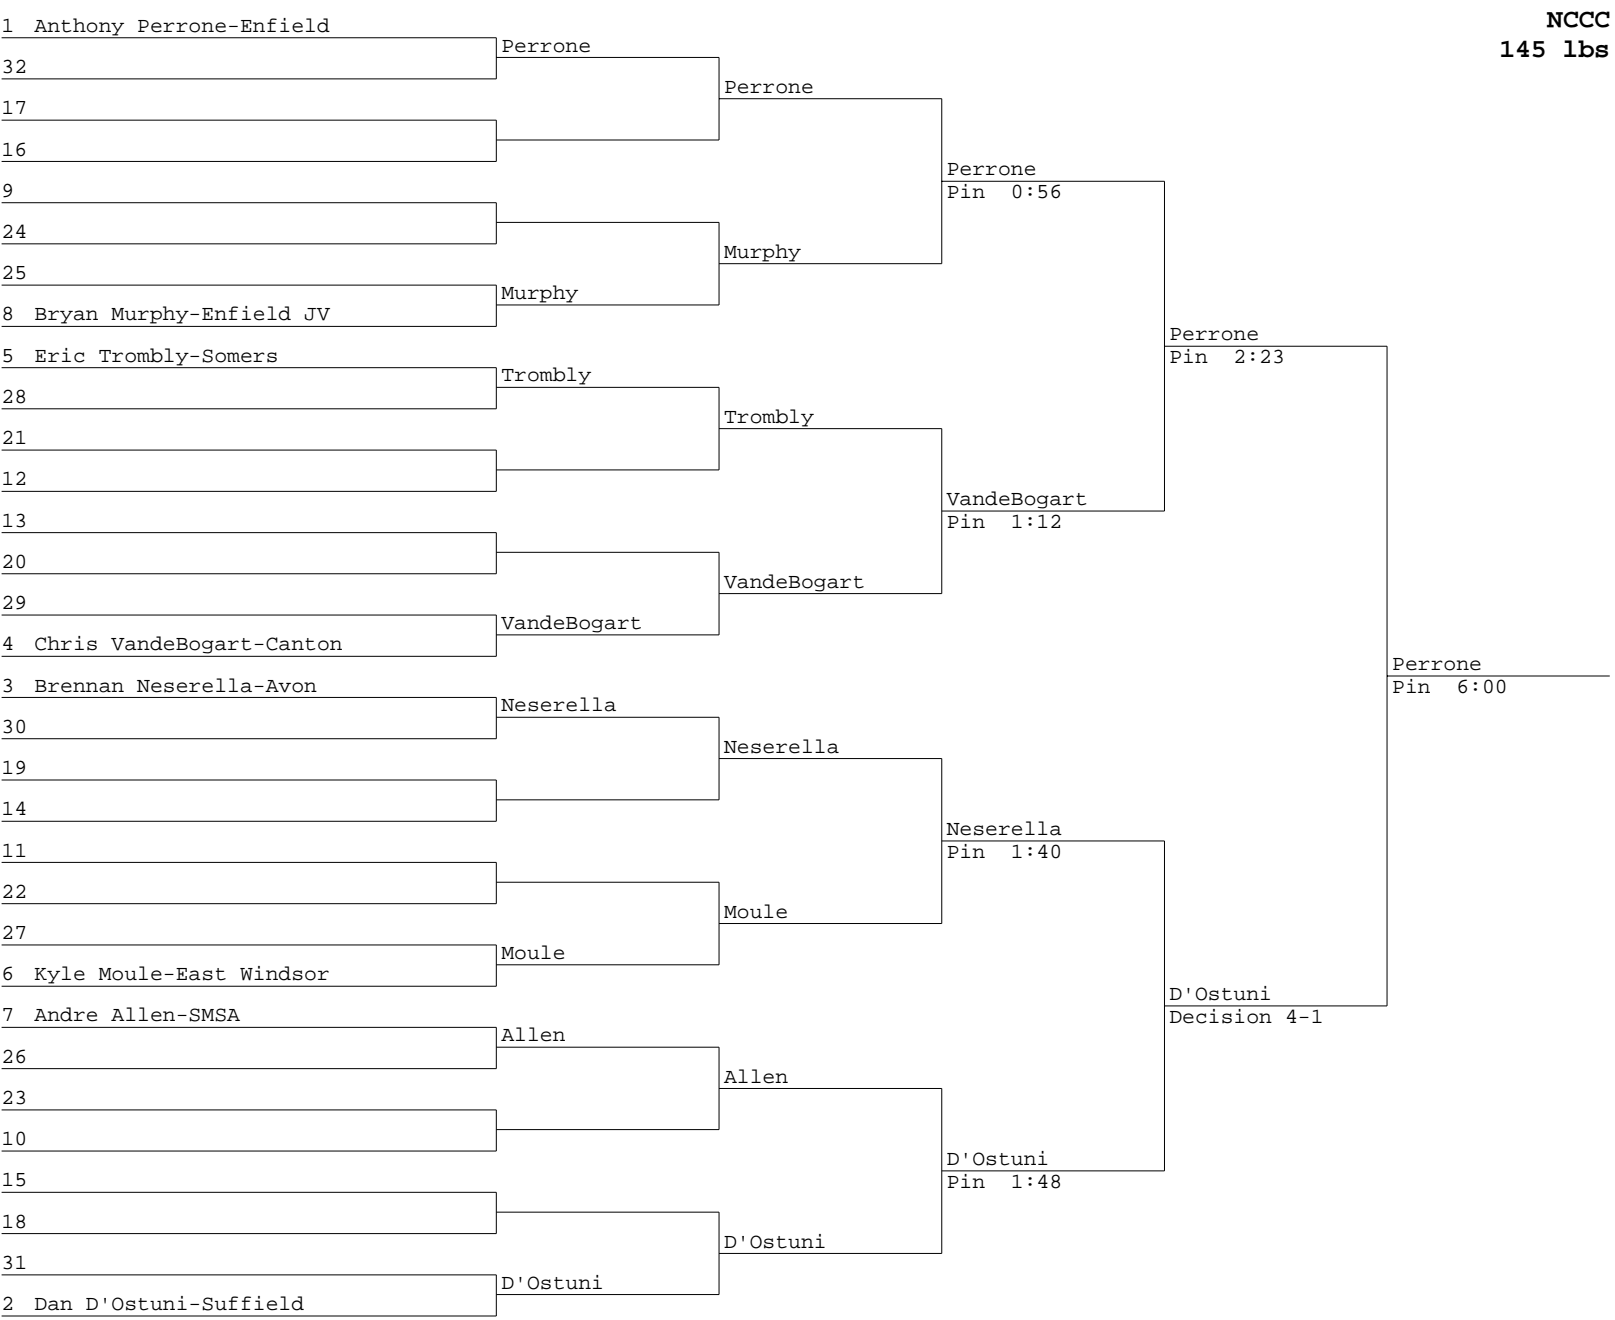 NCCC
145 lbs
1 Anthony Perrone-Enfield
32
17
16
9
24
25
8 Bryan Murphy-Enfield JV
5 Eric Trombly-Somers
28
21
12
13
20
29
4 Chris VandeBogart-Canton
3 Brennan Neserella-Avon
30
19
14
11
22
27
6 Kyle Moule-East Windsor
7 Andre Allen-SMSA
26
23
10
15
18
31
2 Dan D'Ostuni-Suffield
Perrone
Murphy
Trombly
VandeBogart
Neserella
Moule
Allen
D'Ostuni
Perrone
Murphy
Trombly
VandeBogart
Neserella
Moule
Allen
D'Ostuni
Perrone
Pin 0:56
VandeBogart
Pin 1:12
Neserella
Pin 1:40
D'Ostuni
Pin 1:48
Perrone
Pin 2:23
D'Ostuni
Decision 4-1
Perrone
Pin 6:00